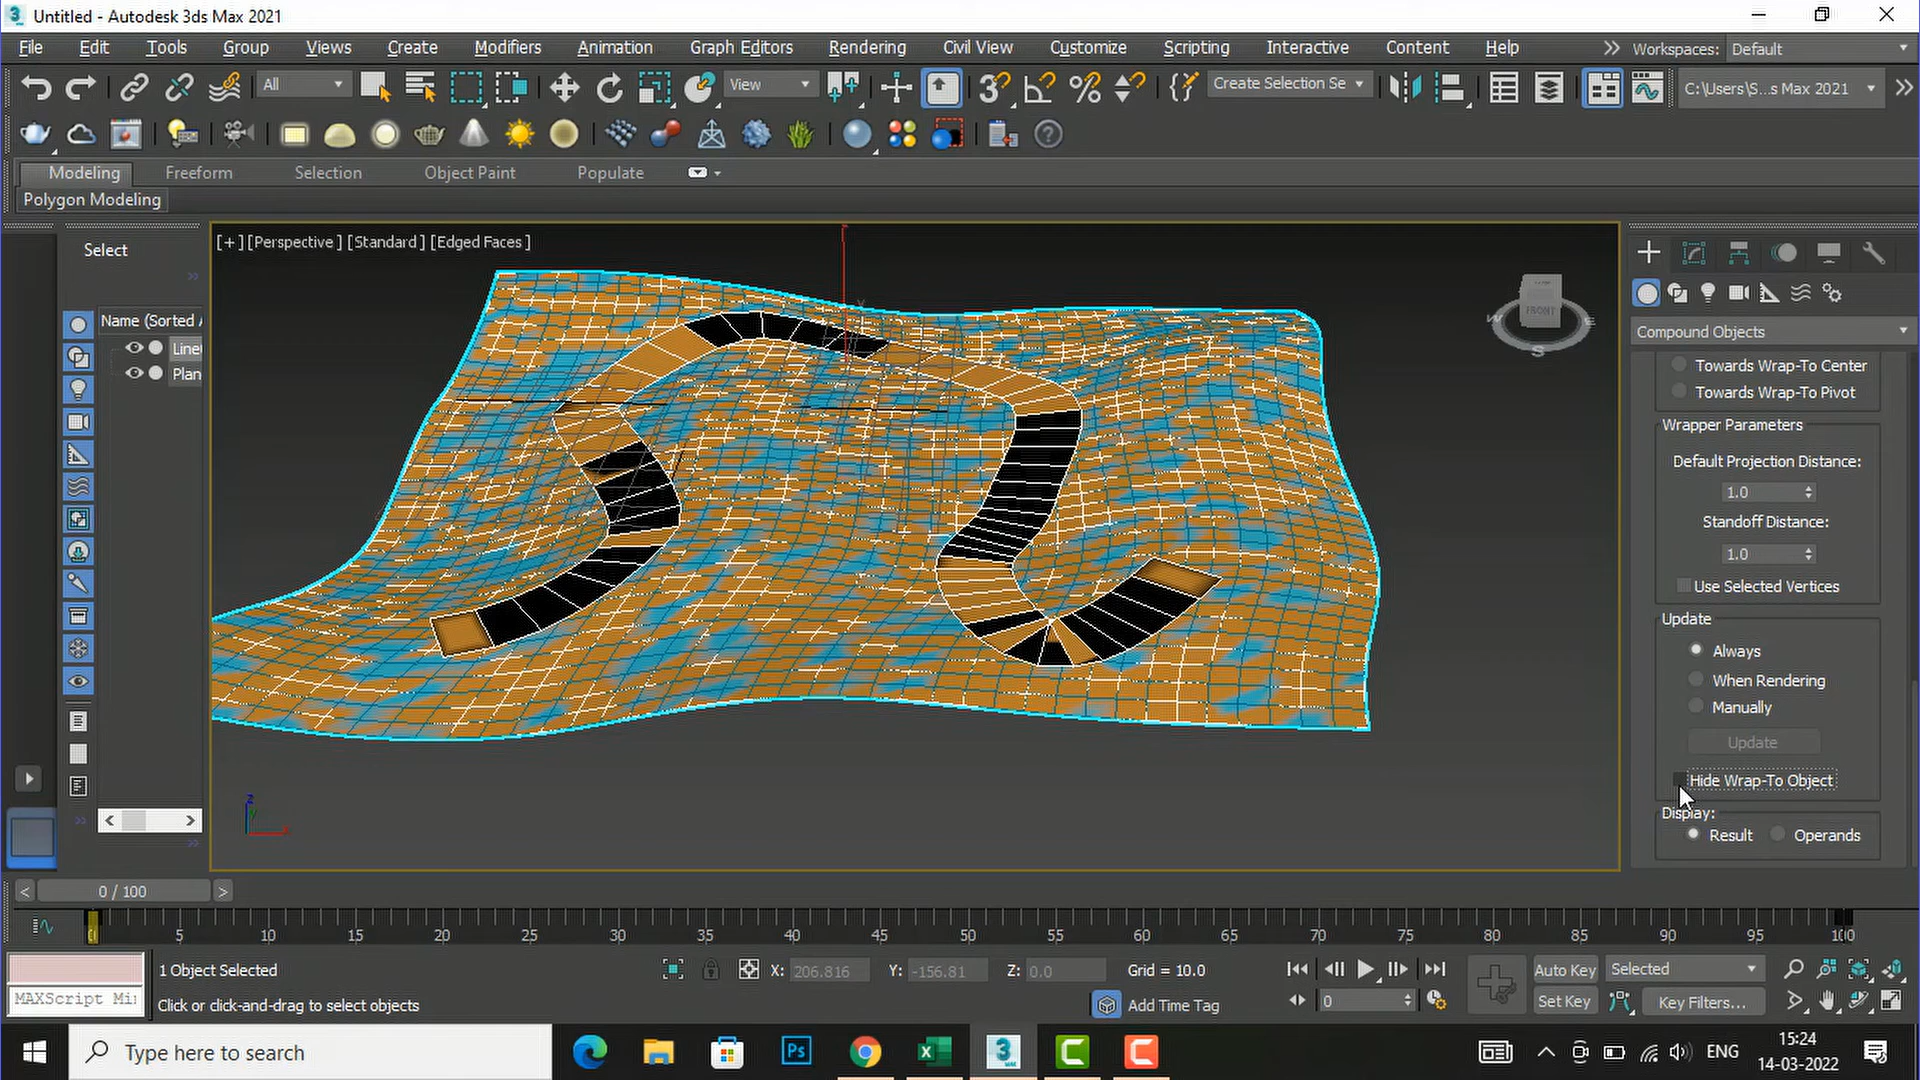 Untitled - Autodesk 3ds Max 2021
File Edit Tools Group Views Create Modifiers Animation Graph Editors Rendering Civil View Customize Scripting Interactive Content Help Workspaces: Default
All View Create Selection Se C:\Users\S...s Max 2021
Modeling Freeform Selection Object Paint Populate
Polygon Modeling
Select
[+] [Perspective] [Standard] [Edged Faces]
Name (Sorted A
Line
Plan
FRONT
W
E
S
Compound Objects
Towards Wrap-To Center
Towards Wrap-To Pivot
Wrapper Parameters
Default Projection Distance:
1.0
Standoff Distance:
1.0
Use Selected Vertices
Update
Always
When Rendering
Manually
Update
Hide Wrap-To Object
Display:
Result Operands
0 / 100
5 10 15 20 25 30 35 40 45 50 55 60 65 70 75 80 85 90 95 100
1 Object Selected X: 206.816 Y: -156.81 Z: 0.0 Grid = 10.0 Auto Key Selected
MAXScript Mi Click or click-and-drag to select objects Add Time Tag 0 Set Key Key Filters...
Type here to search
Ps
ENG
15:24
14-03-2022